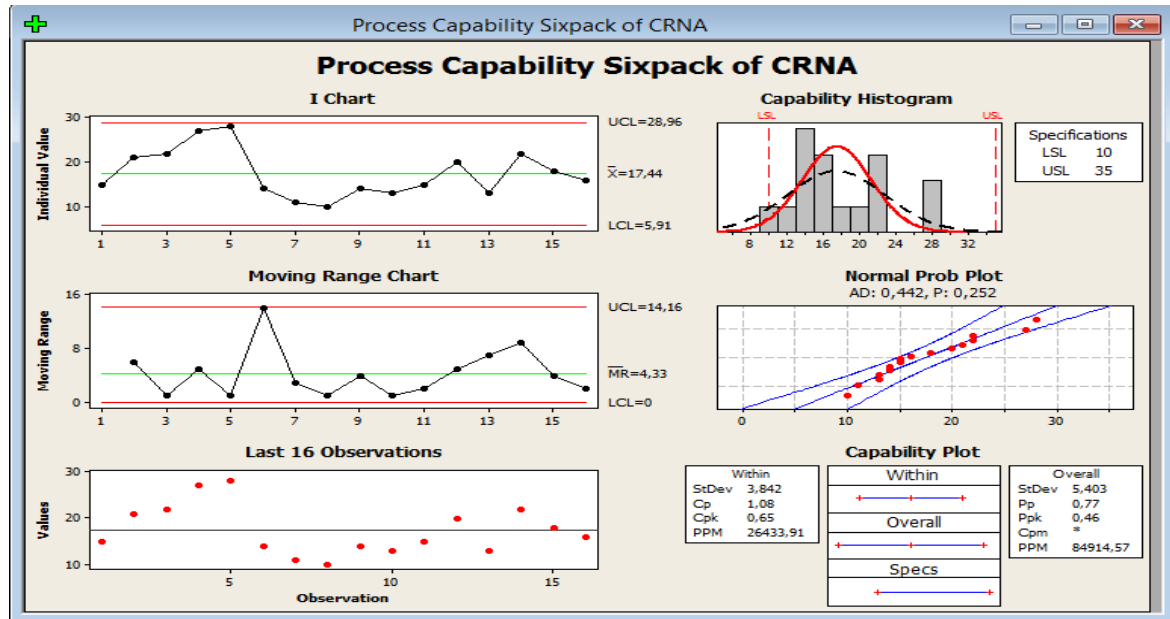 Process Capability Sixpack of CRNA
Process Capability Sixpack of CRNA
I Chart
Individual Value
30
20
10
1 3 5 7 9 11 13 15
UCL=28,96
X̄=17,44
LCL=5,91
Capability Histogram
LSL USL
8 12 16 20 24 28 32
Specifications
LSL 10
USL 35
Moving Range Chart
Moving Range
16
8
0
1 3 5 7 9 11 13 15
UCL=14,16
M̅R̅=4,33
LCL=0
Normal Prob Plot
AD: 0,442, P: 0,252
0 10 20 30
Last 16 Observations
Values
30
20
10
5 10 15
Observation
Capability Plot
Within
StDev 3,842
Cp 1,08
Cpk 0,65
PPM 26433,91
Within
Overall
Specs
Overall
StDev 5,403
Pp 0,77
Ppk 0,46
Cpm *
PPM 84914,57